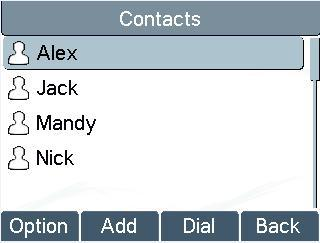 Contacts
Alex
Jack
Mandy
Nick
Option Add Dial Back